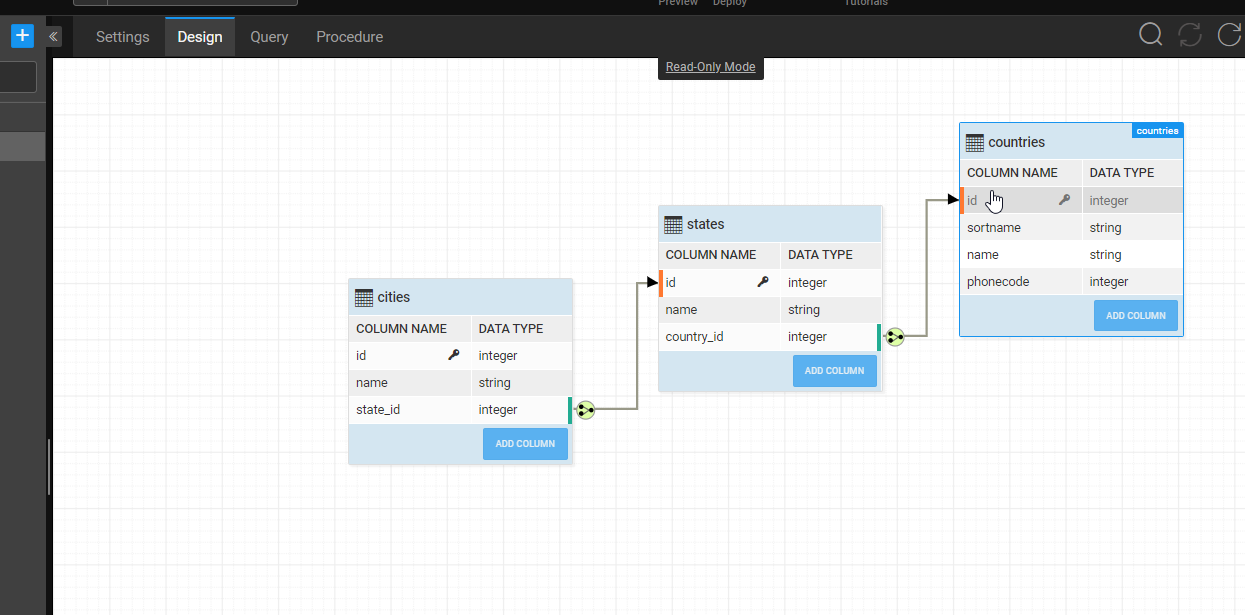 Preview Deploy Tutorials
+ «
Settings Design Query Procedure
Read-Only Mode
countries
countries
COLUMN NAME DATA TYPE
id integer
sortname string
name string
phonecode integer
ADD COLUMN
states
COLUMN NAME DATA TYPE
id integer
name string
country_id integer
ADD COLUMN
cities
COLUMN NAME DATA TYPE
id integer
name string
state_id integer
ADD COLUMN